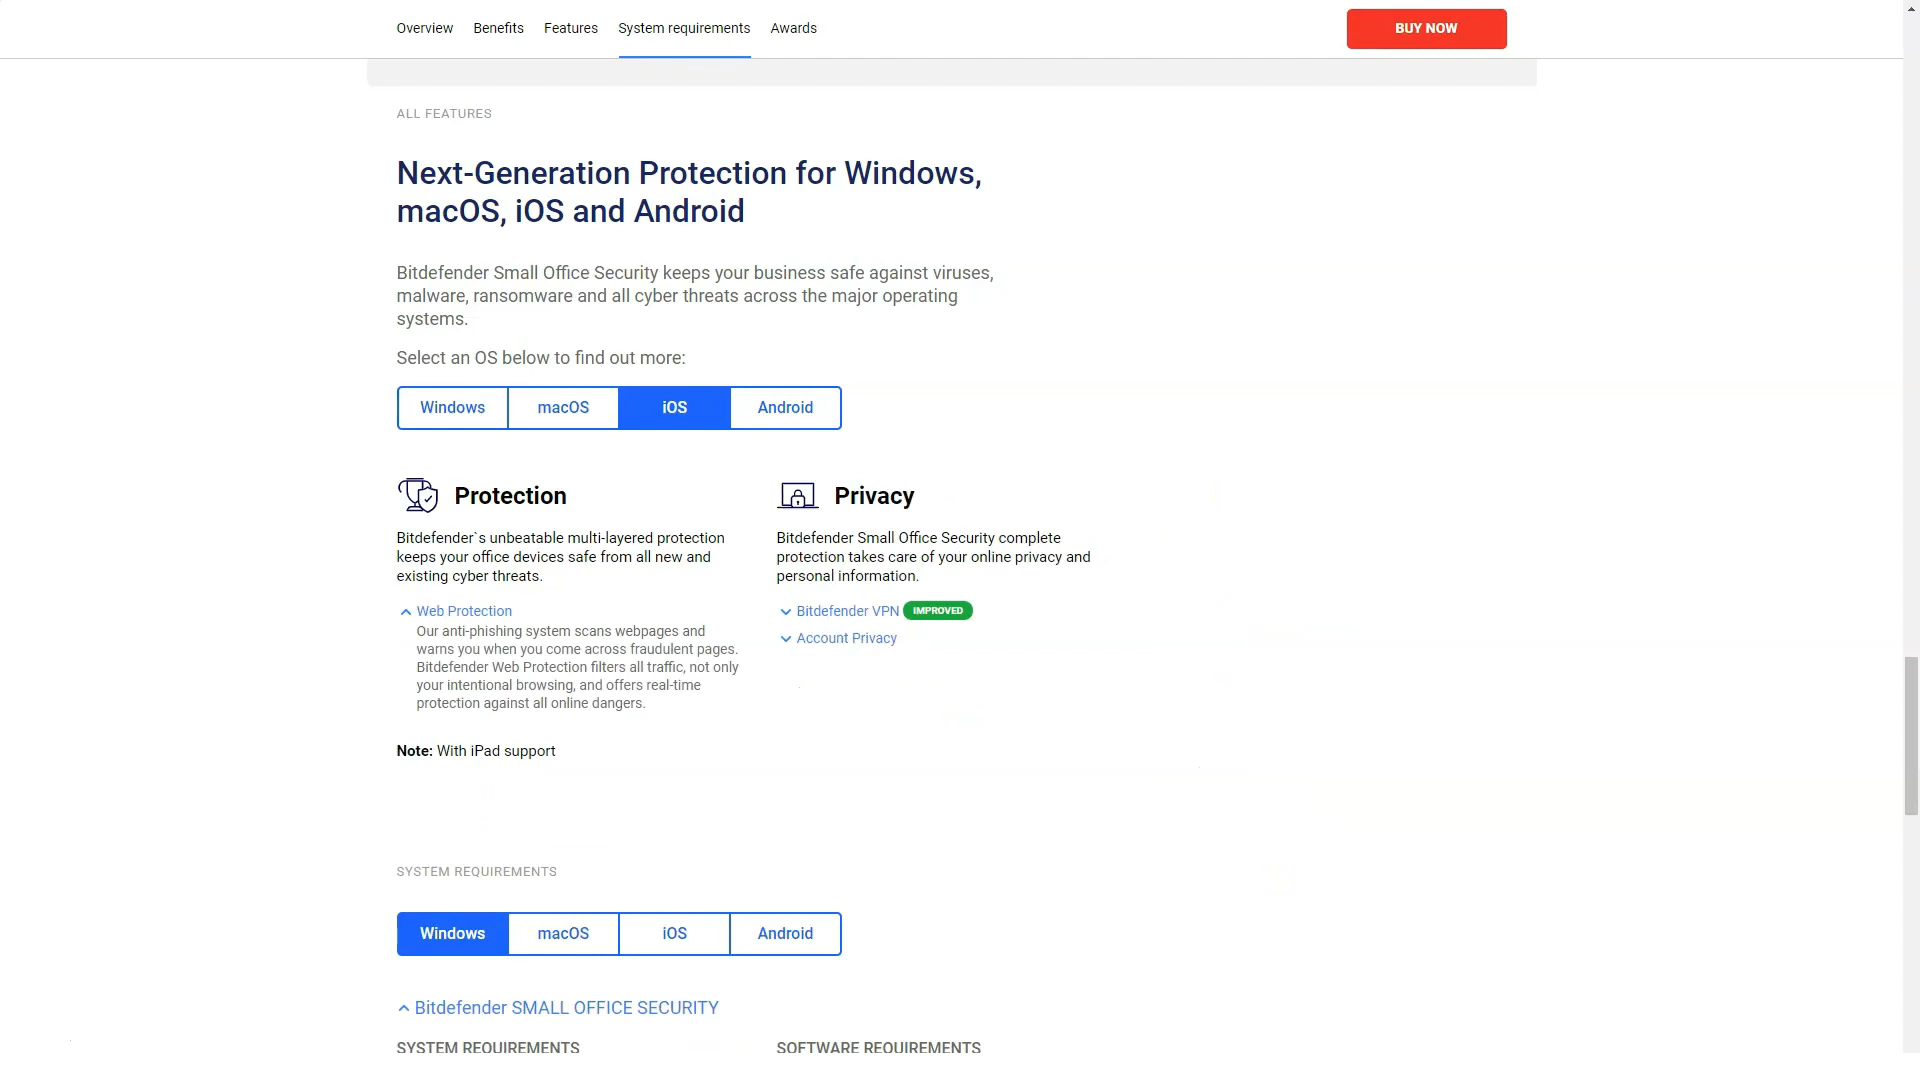 Overview Benefits Features System requirements Awards BUY NOW
ALL FEATURES
Next-Generation Protection for Windows,
macOS, iOS and Android
Bitdefender Small Office Security keeps your business safe against viruses,
malware, ransomware and all cyber threats across the major operating
systems.
Select an OS below to find out more:
Windows macOS iOS Android
Protection
Bitdefender`s unbeatable multi-layered protection
keeps your office devices safe from all new and
existing cyber threats.
Web Protection
Our anti-phishing system scans webpages and
warns you when you come across fraudulent pages.
Bitdefender Web Protection filters all traffic, not only
your intentional browsing, and offers real-time
protection against all online dangers.
Privacy
Bitdefender Small Office Security complete
protection takes care of your online privacy and
personal information.
Bitdefender VPN IMPROVED
Account Privacy
Note: With iPad support
SYSTEM REQUIREMENTS
Windows macOS iOS Android
Bitdefender SMALL OFFICE SECURITY
SYSTEM REQUIREMENTS
SOFTWARE REQUIREMENTS